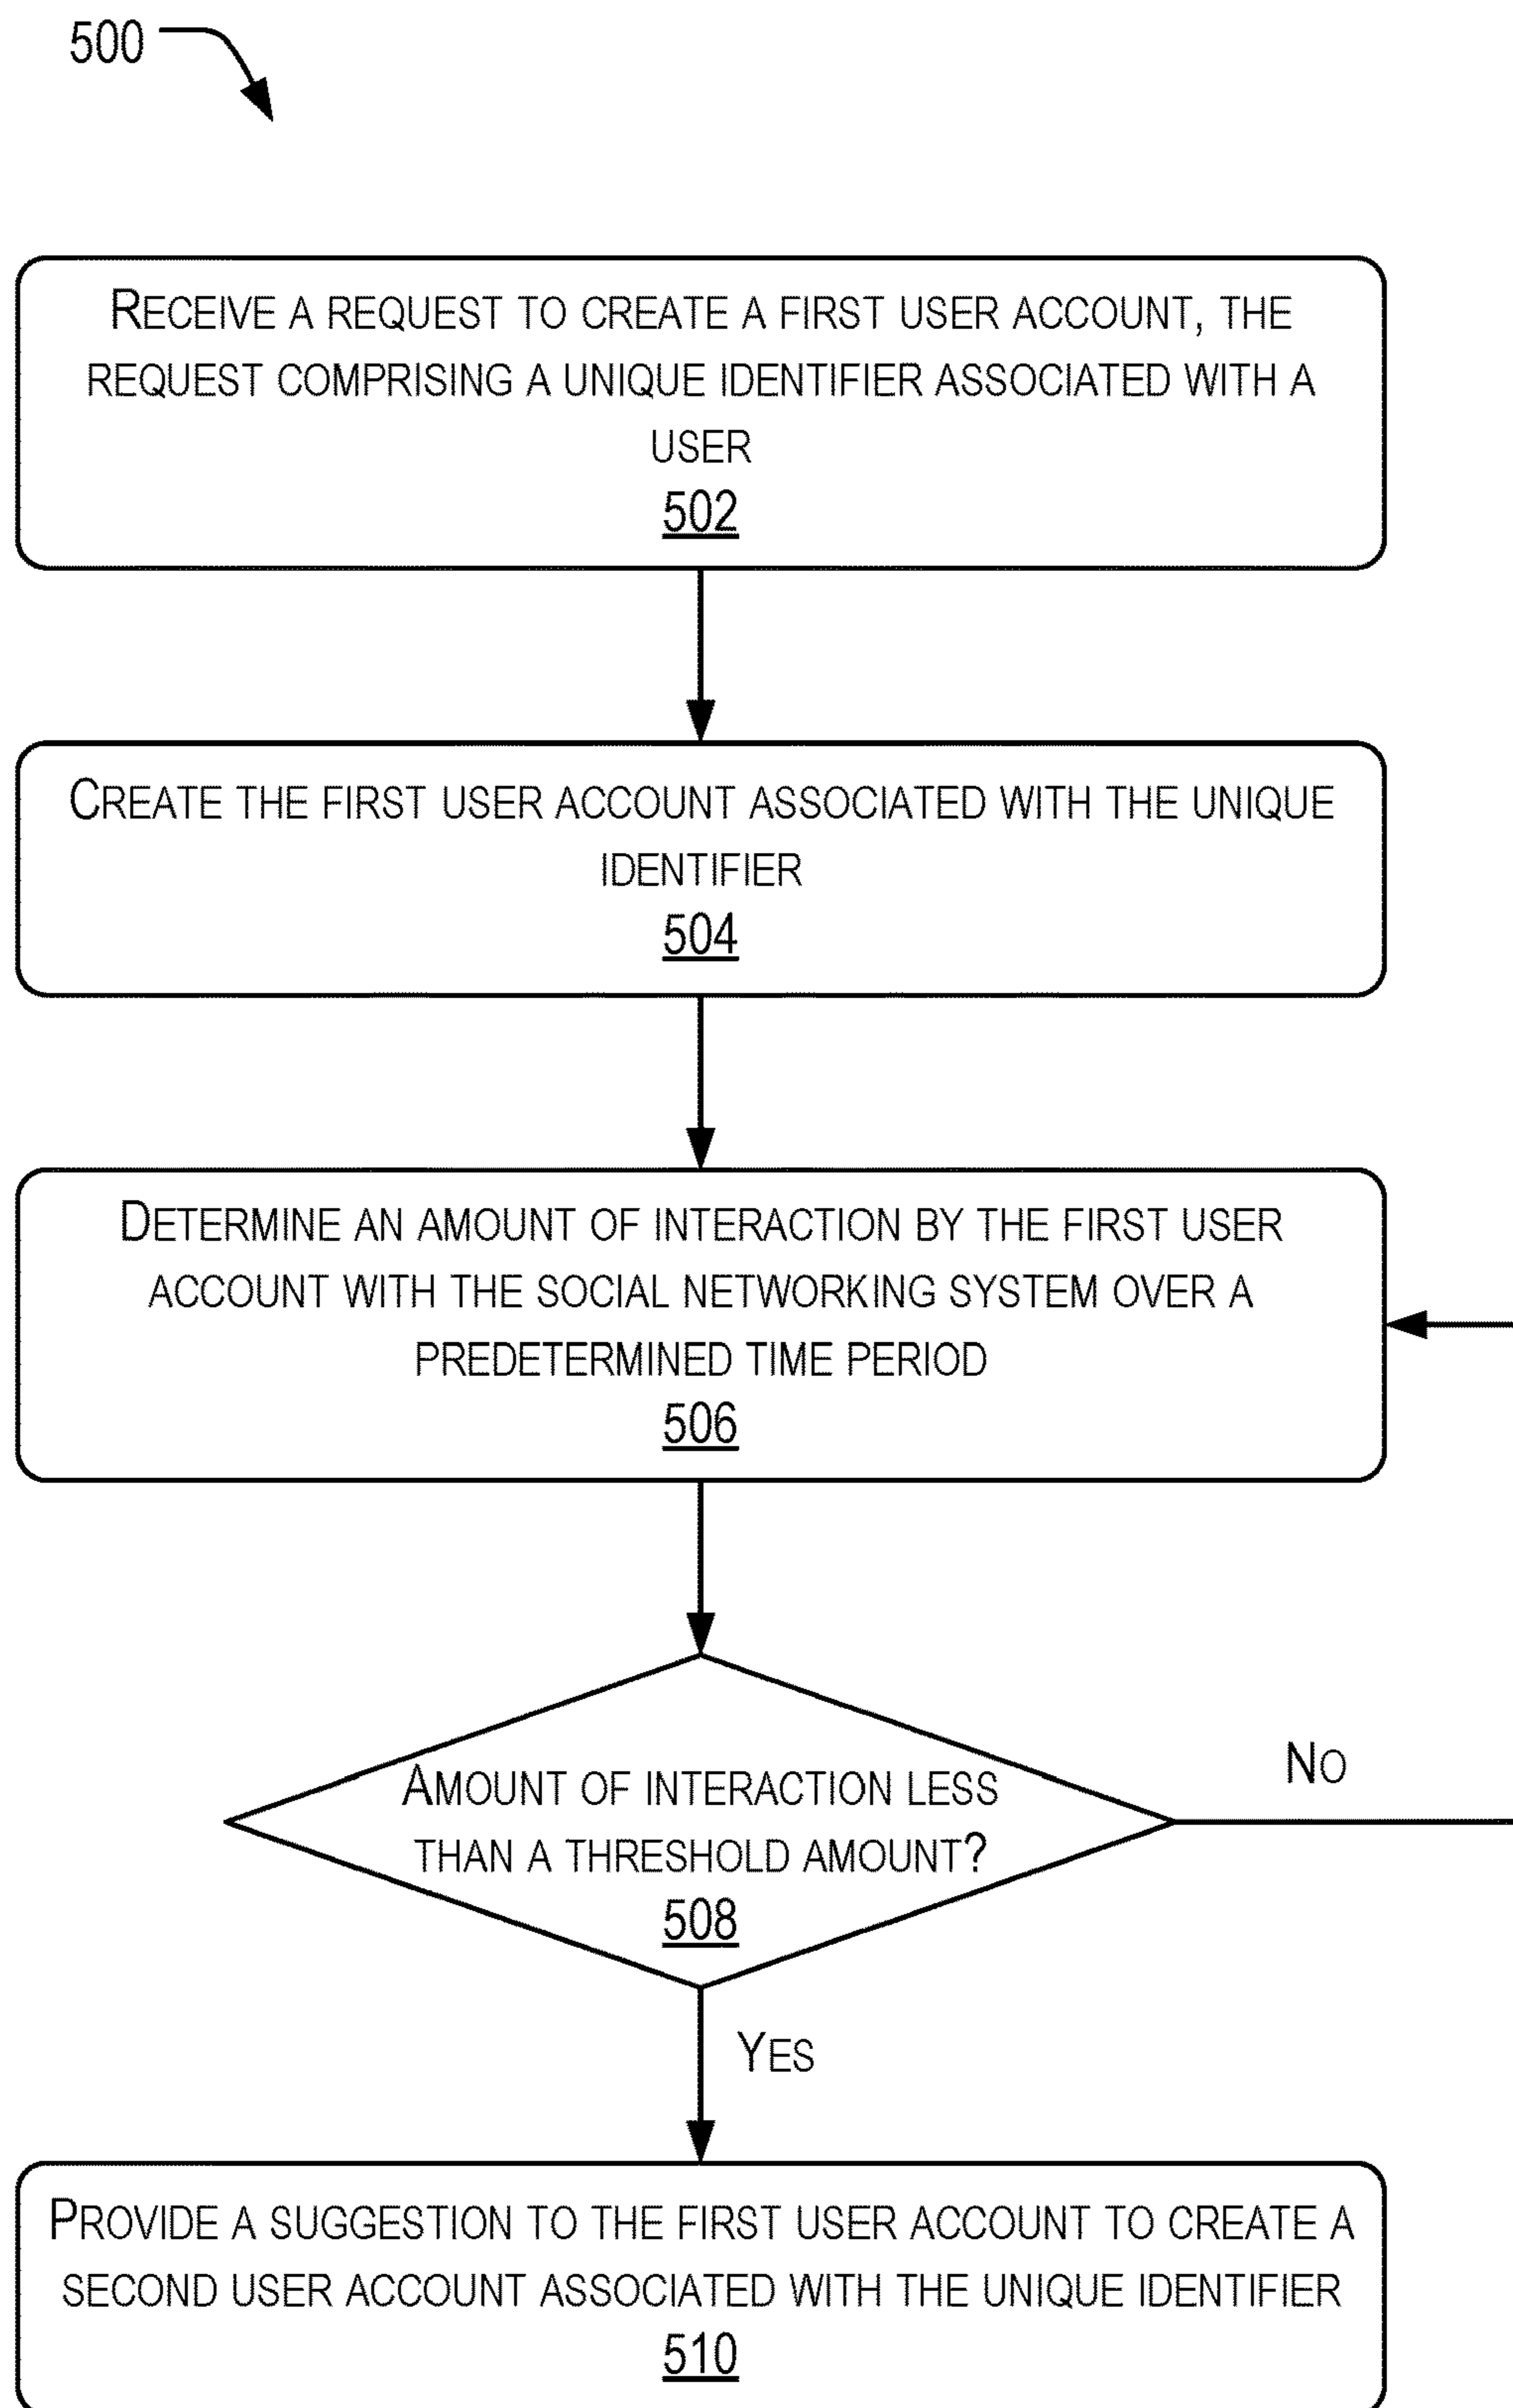 500
RECEIVE A REQUEST TO CREATE A FIRST USER ACCOUNT, THE
REQUEST COMPRISING A UNIQUE IDENTIFIER ASSOCIATED WITH A
USER
502
CREATE THE FIRST USER ACCOUNT ASSOCIATED WITH THE UNIQUE
IDENTIFIER
504
DETERMINE AN AMOUNT OF INTERACTION BY THE FIRST USER
ACCOUNT WITH THE SOCIAL NETWORKING SYSTEM OVER A
PREDETERMINED TIME PERIOD
506
AMOUNT OF INTERACTION LESS
THAN A THRESHOLD AMOUNT?
508
NO
YES
PROVIDE A SUGGESTION TO THE FIRST USER ACCOUNT TO CREATE A
SECOND USER ACCOUNT ASSOCIATED WITH THE UNIQUE IDENTIFIER
510